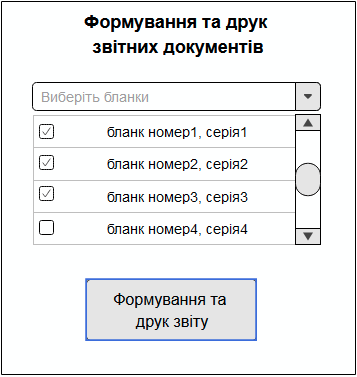 Формування та друк
звітних документів
Виберіть бланки
бланк номер1, серія1
бланк номер2, серія2
бланк номер3, серія3
бланк номер4, серія4
Формування та
друк звіту